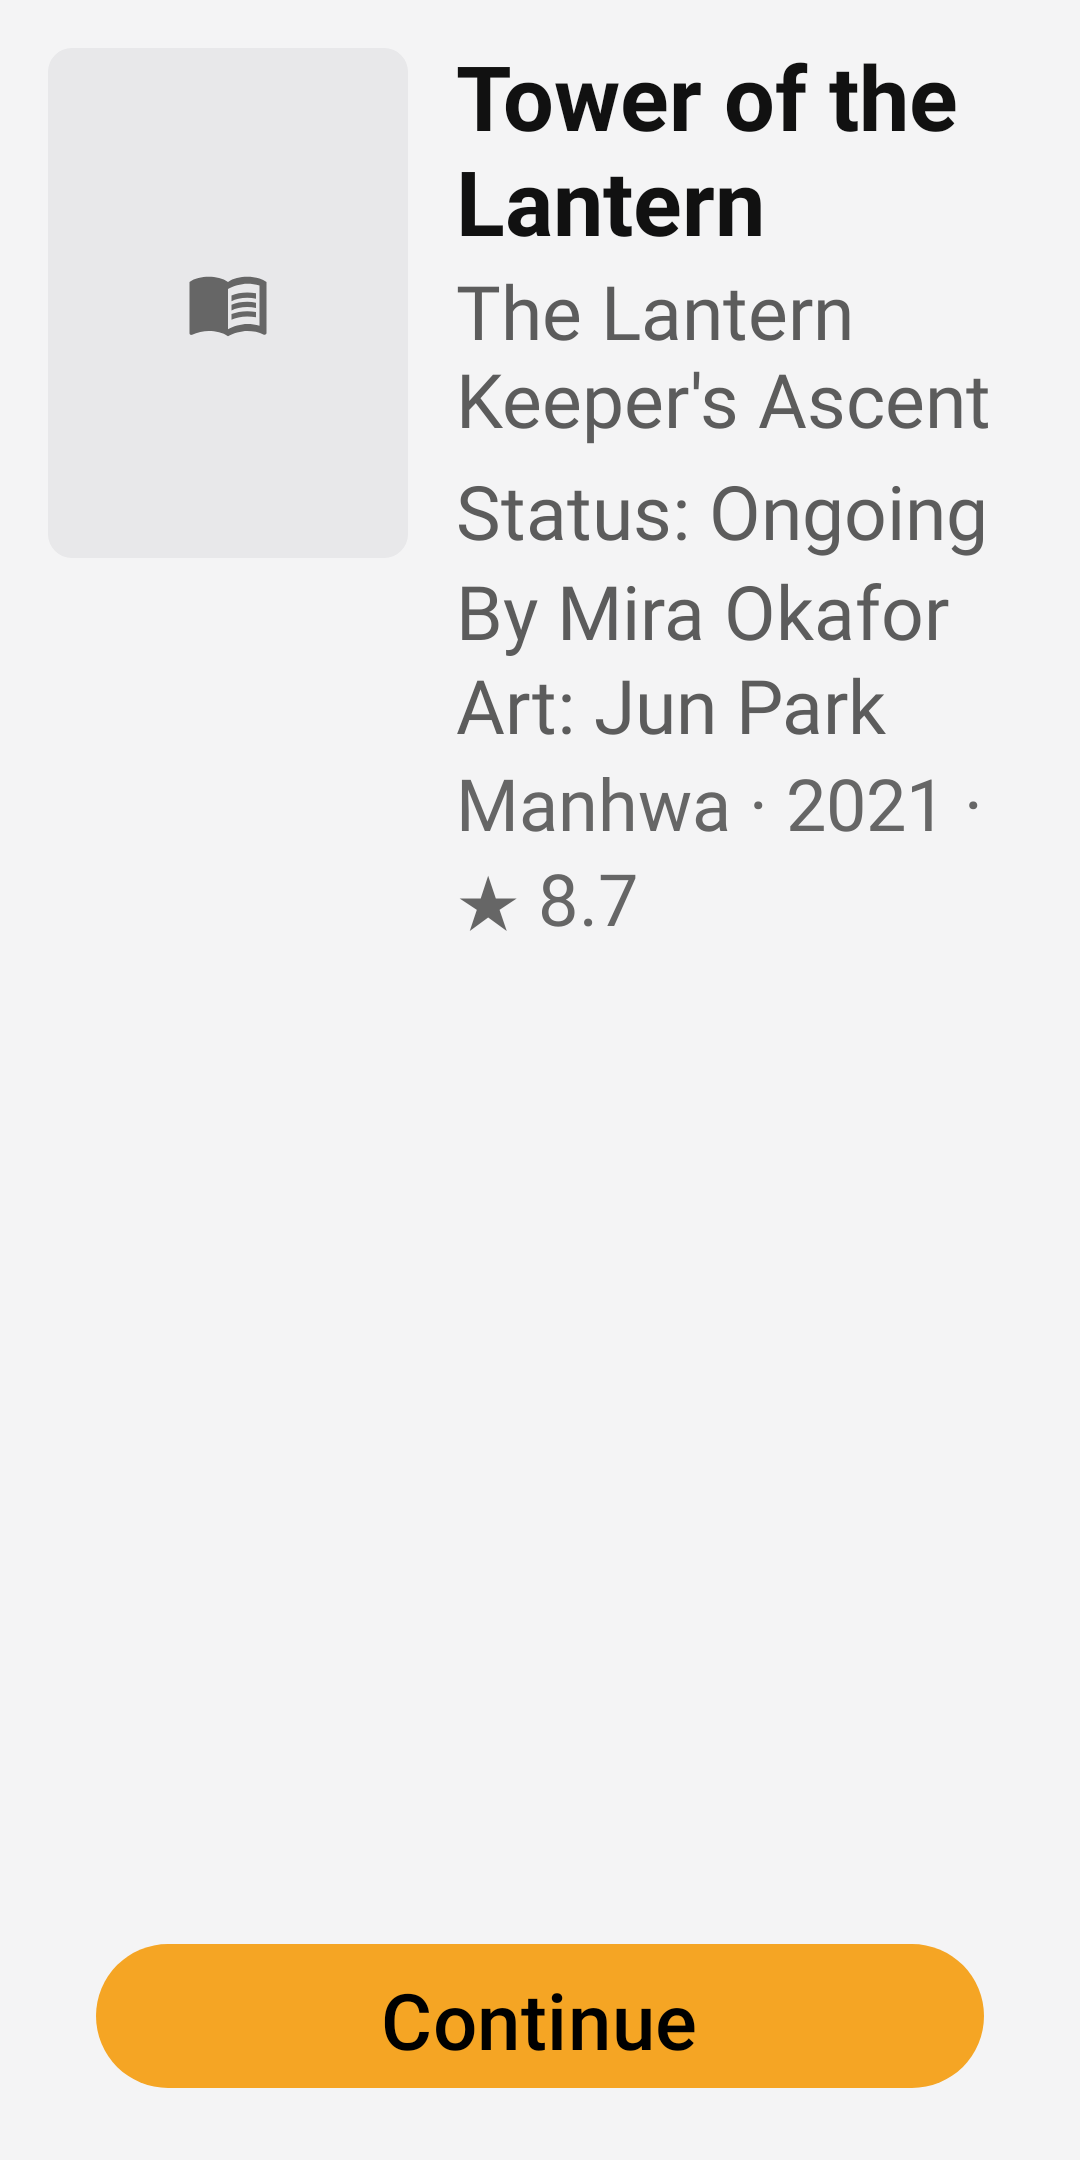 Tower of the
Lantern
The Lantern
Keeper's Ascent
Status: Ongoing
By Mira Okafor
Art: Jun Park
Manhwa · 2021 ·
★ 8.7
Continue